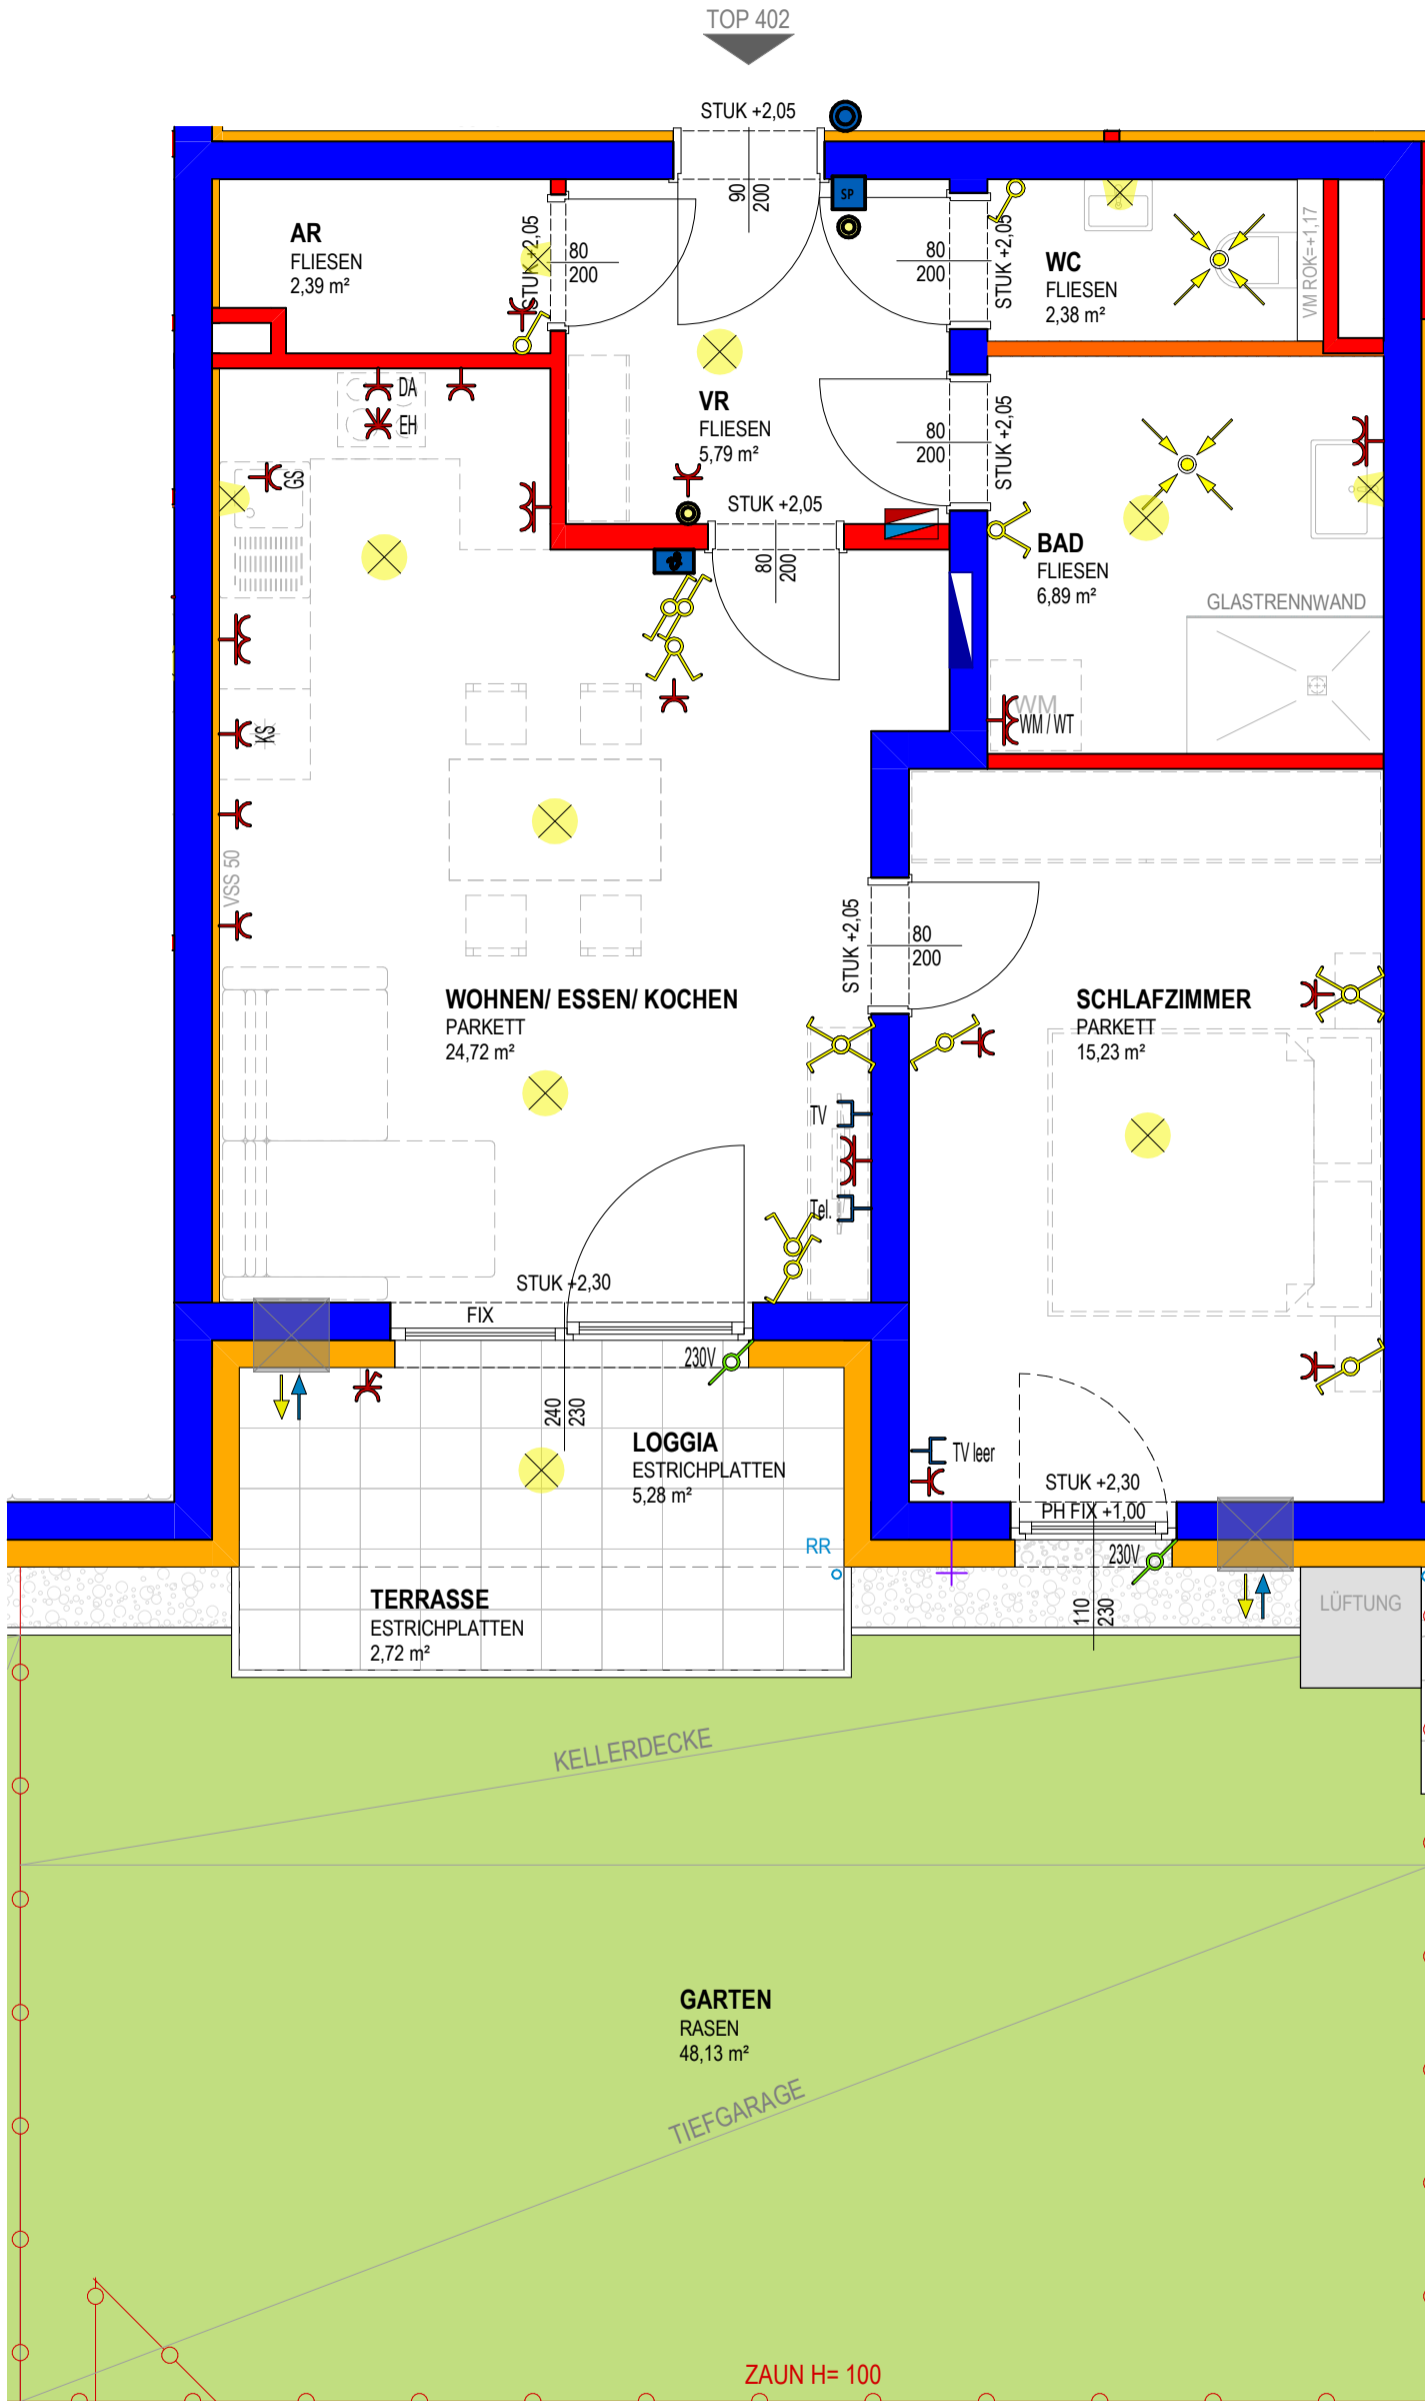 TOP 402
STUK +2,05
90
200
SP
AR
FLIESEN
2,39 m²
STUK +2,05
80
200
80
200
STUK +2,05
WC
FLIESEN
2,38 m²
VM ROK=+1,17
DA
EH
GS
VR
FLIESEN
5,79 m²
80
200
STUK +2,05
STUK +2,05
80
200
BAD
FLIESEN
6,89 m²
GLASTRENNWAND
WM
WM / WT
KS
VSS 50
STUK +2,05
80
200
WOHNEN/ ESSEN/ KOCHEN
PARKETT
24,72 m²
SCHLAFZIMMER
PARKETT
15,23 m²
TV
Tel.
STUK +2,30
FIX
230V
240
230
LOGGIA
ESTRICHPLATTEN
5,28 m²
TV leer
STUK +2,30
PH FIX +1,00
230V
110
230
RR
TERRASSE
ESTRICHPLATTEN
2,72 m²
LÜFTUNG
KELLERDECKE
GARTEN
RASEN
48,13 m²
TIEFGARAGE
ZAUN H= 100